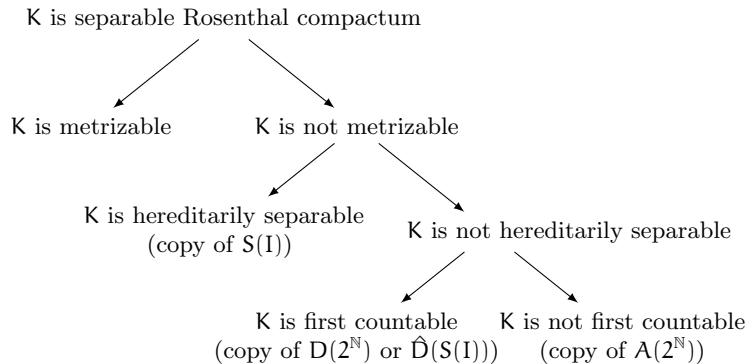 K is separable Rosenthal compactum
K is metrizable
K is not metrizable
K is hereditarily separable
(copy of S(I))
K is not hereditarily separable
K is first countable
(copy of D(2^ℕ) or D̂(S(I)))
K is not first countable
(copy of A(2^ℕ))